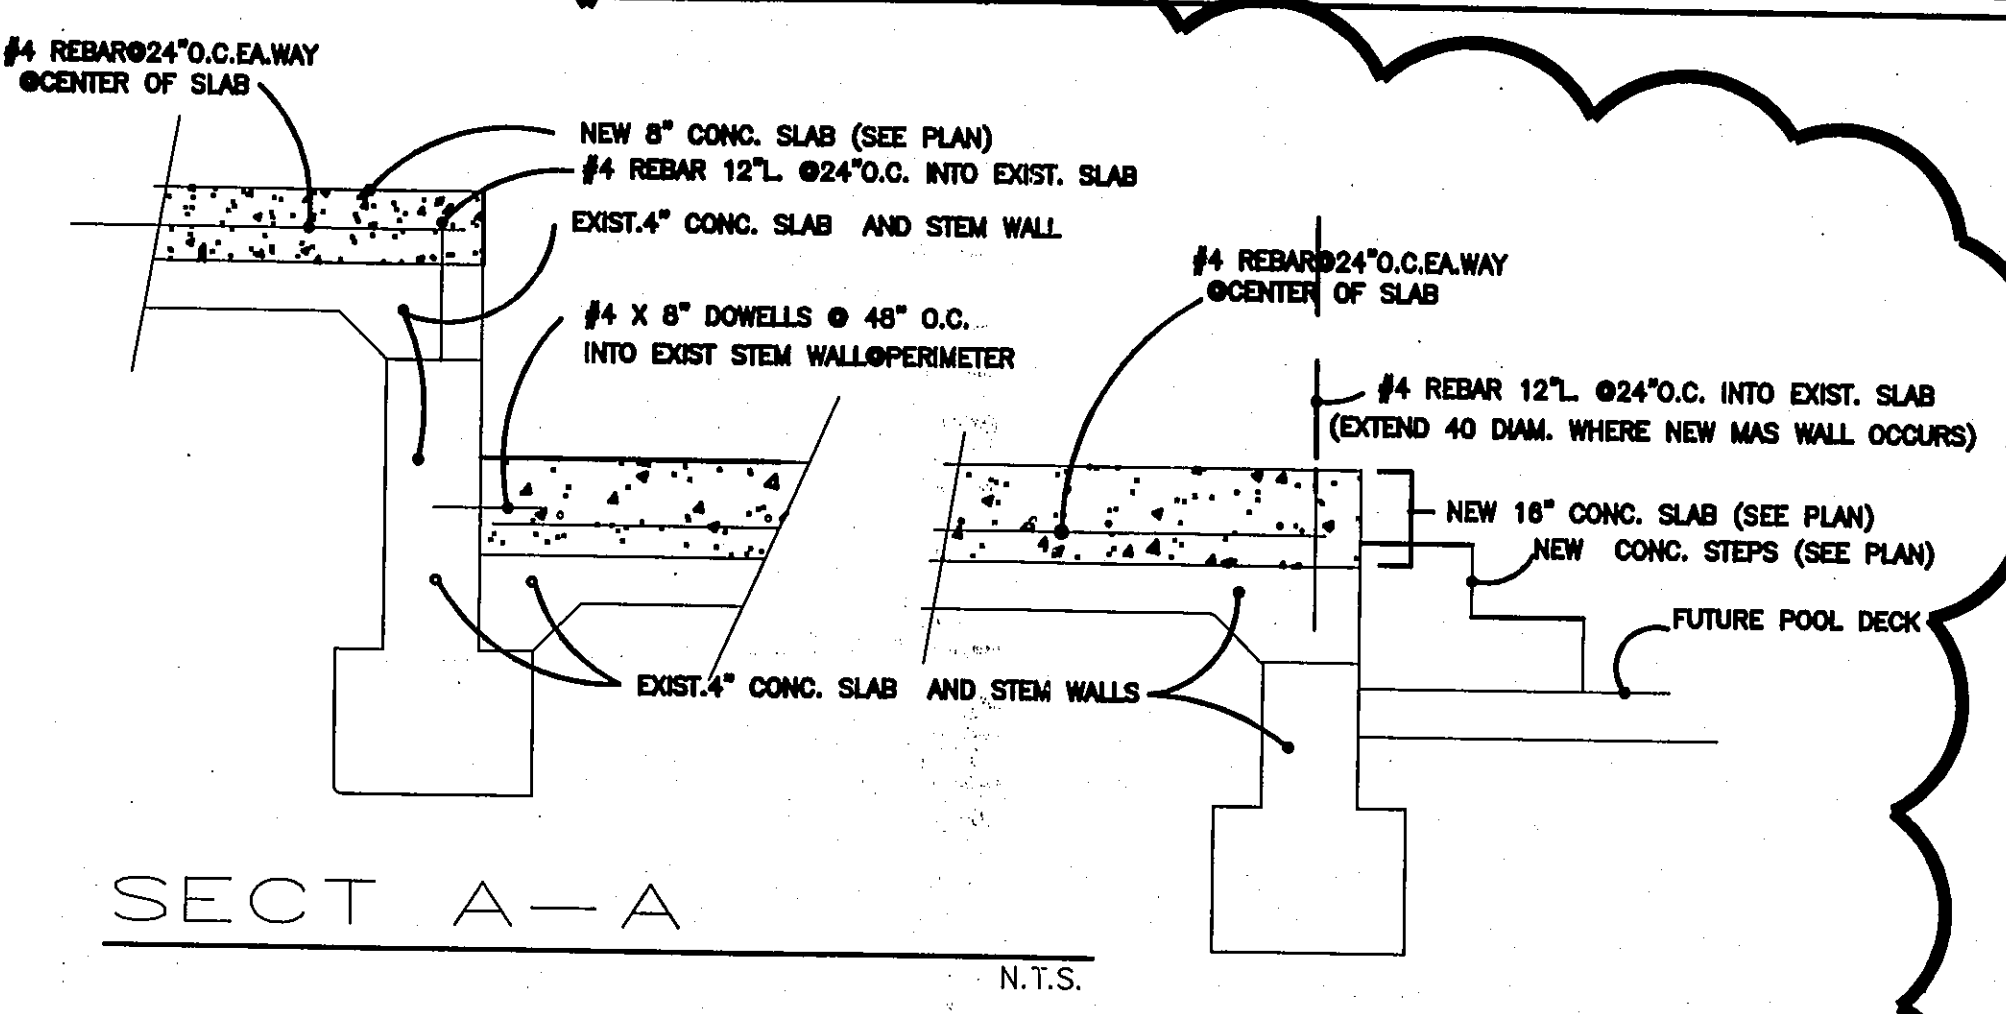 #4 REBAR@24"O.C.EA.WAY
@CENTER OF SLAB
NEW 8" CONC. SLAB (SEE PLAN)
#4 REBAR 12"L. @24"O.C. INTO EXIST. SLAB
EXIST.4" CONC. SLAB AND STEM WALL
#4 X 8" DOWELLS @ 48" O.C.
INTO EXIST STEM WALL@PERIMETER
#4 REBAR@24"O.C.EA.WAY
@CENTER OF SLAB
#4 REBAR 12"L. @24"O.C. INTO EXIST. SLAB
(EXTEND 40 DIAM. WHERE NEW MAS WALL OCCURS)
NEW 16" CONC. SLAB (SEE PLAN)
NEW CONC. STEPS (SEE PLAN)
FUTURE POOL DECK
EXIST.4" CONC. SLAB AND STEM WALLS
SECT A-A
N.T.S.